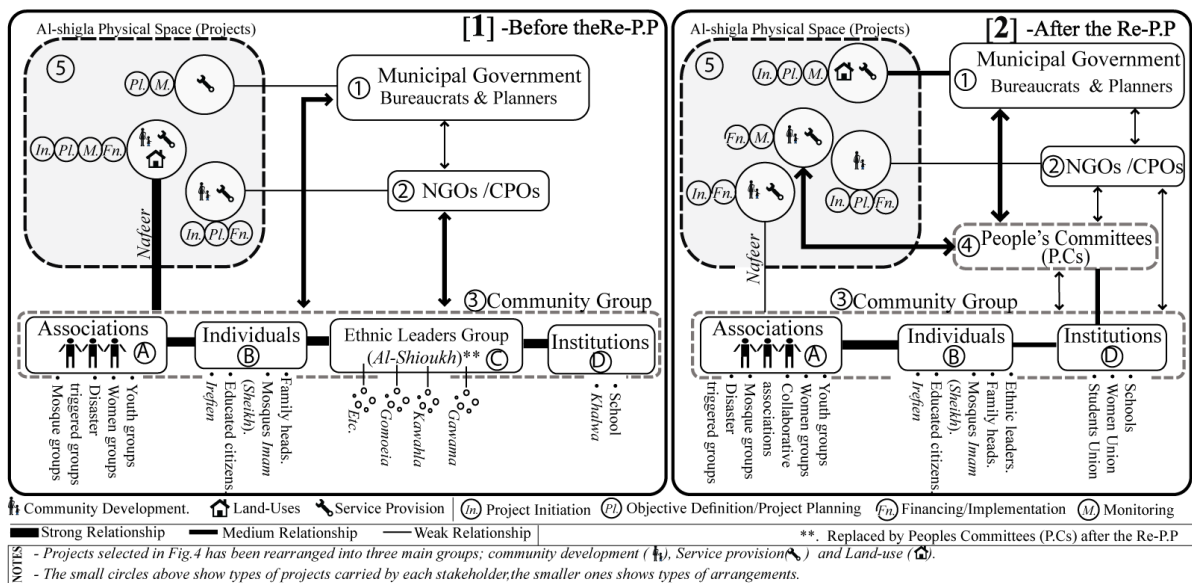 [1] -Before theRe-P.P
Al-shigla Physical Space (Projects)
5
Pl. M.
In. Pl. M. Fn.
In. Pl. Fn.
Nafeer
1 Municipal Government
Bureaucrats & Planners
2 NGOs /CPOs
3 Community Group
Associations
A
Individuals
B
Ethnic Leaders Group
(Al-Shioukh)** C
Institutions
D
• Youth groups
• Women groups
• Disaster
triggered groups
• Mosque groups
• Family heads.
• Mosques Imam
(Sheikh).
• Educated citizens.
• Irefien
Etc.
Gomoeia
Kawahla
Gawama
• School
• Khalwa
[2] -After the Re-P.P
Al-shigla Physical Space (Projects)
5
In. Pl. M.
Fn. M.
In. Fn.
In. Pl. Fn.
Nafeer
1 Municipal Government
Bureaucrats & Planners
2 NGOs /CPOs
4 People's Committees
(P.Cs)
3 Community Group
Associations
A
Individuals
B
Institutions
D
• Youth groups
• Women groups
• Collaborative
associations
• Mosque groups
• Disaster
triggered groups
• Ethnic leaders.
• Family heads.
• Mosques Imam
(Sheikh).
• Educated citizens.
• Irefien
• Schools
• Women Union
• Students Union
Community Development. Land-Uses Service Provision In. Project Initiation Pl. Objective Definition/Project Planning Fn. Financing/Implementation M. Monitoring
Strong Relationship Medium Relationship Weak Relationship **. Replaced by Peoples Committees (P.Cs) after the Re-P.P
NOTES
- Projects selected in Fig.4 has been rearranged into three main groups; community development ( ), Service provision( ) and Land-use ( ).
- The small circles above show types of projects carried by each stakeholder,the smaller ones shows types of arrangements.